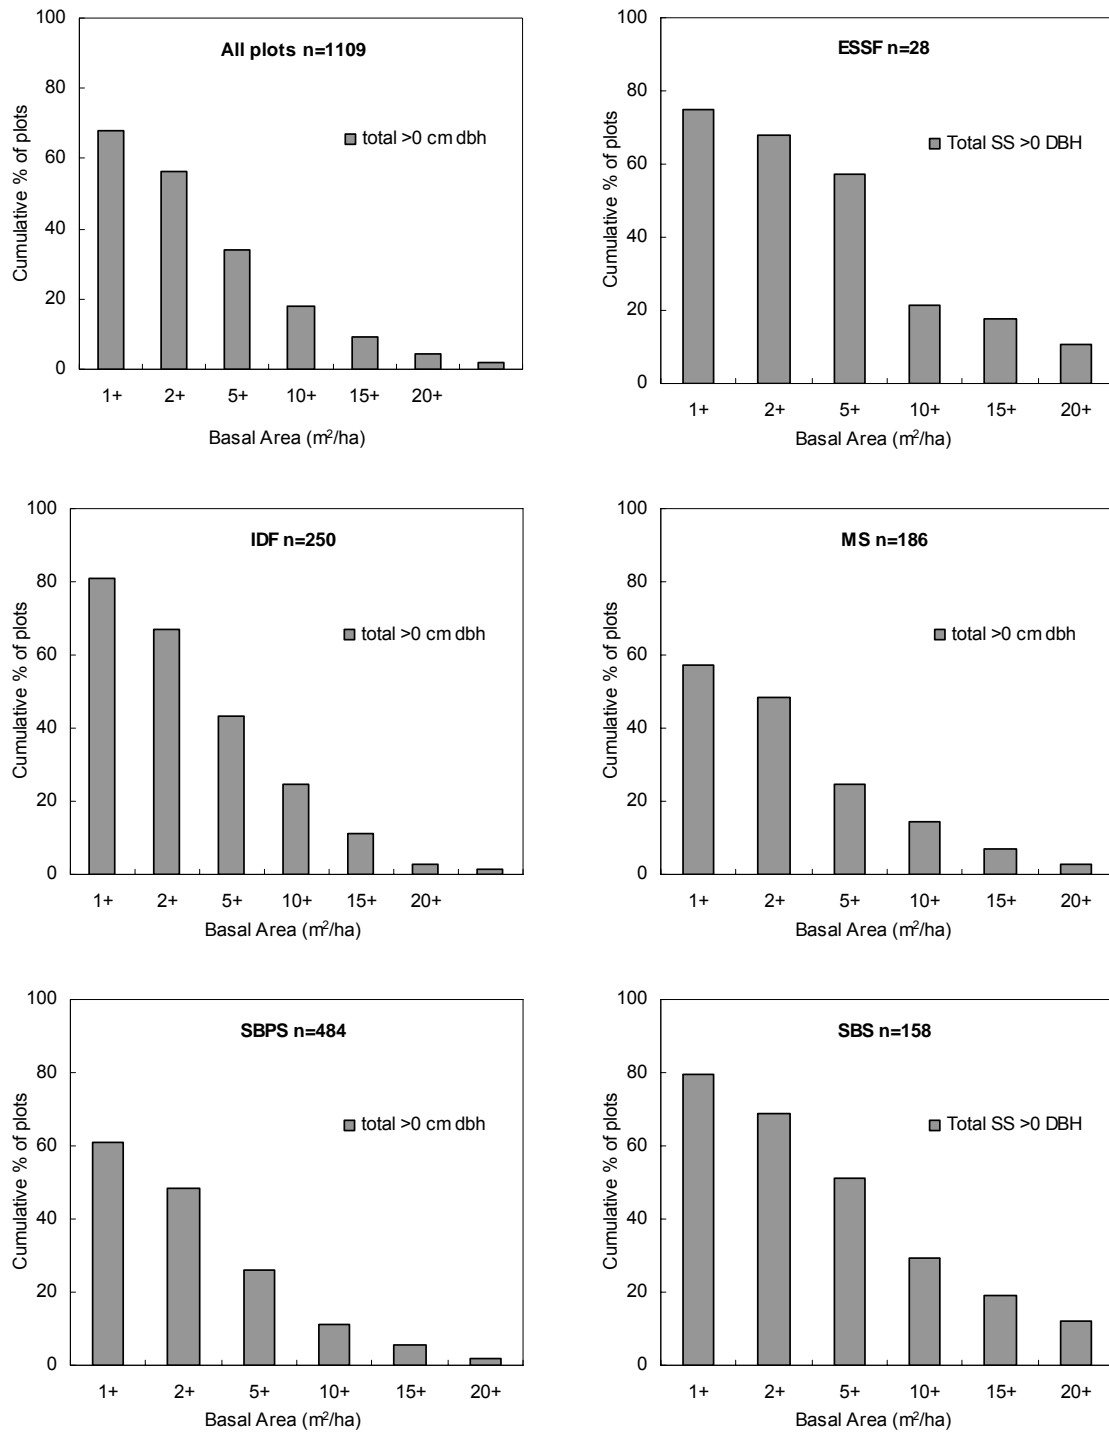 All plots n=1109
Cumulative % of plots
100
80
60
40
20
0
total >0 cm dbh
1+ 2+ 5+ 10+ 15+ 20+
Basal Area (m²/ha)
ESSF n=28
Cumulative % of plots
100
80
60
40
20
0
Total SS >0 DBH
1+ 2+ 5+ 10+ 15+ 20+
Basal Area (m²/ha)
IDF n=250
Cumulative % of plots
100
80
60
40
20
0
total >0 cm dbh
1+ 2+ 5+ 10+ 15+ 20+
Basal Area (m²/ha)
MS n=186
Cumulative % of plots
100
80
60
40
20
0
total >0 cm dbh
1+ 2+ 5+ 10+ 15+ 20+
Basal Area (m²/ha)
SBPS n=484
Cumulative % of plots
100
80
60
40
20
0
total >0 cm dbh
1+ 2+ 5+ 10+ 15+ 20+
Basal Area (m²/ha)
SBS n=158
Cumulative % of plots
100
80
60
40
20
0
Total SS >0 DBH
1+ 2+ 5+ 10+ 15+ 20+
Basal Area (m²/ha)